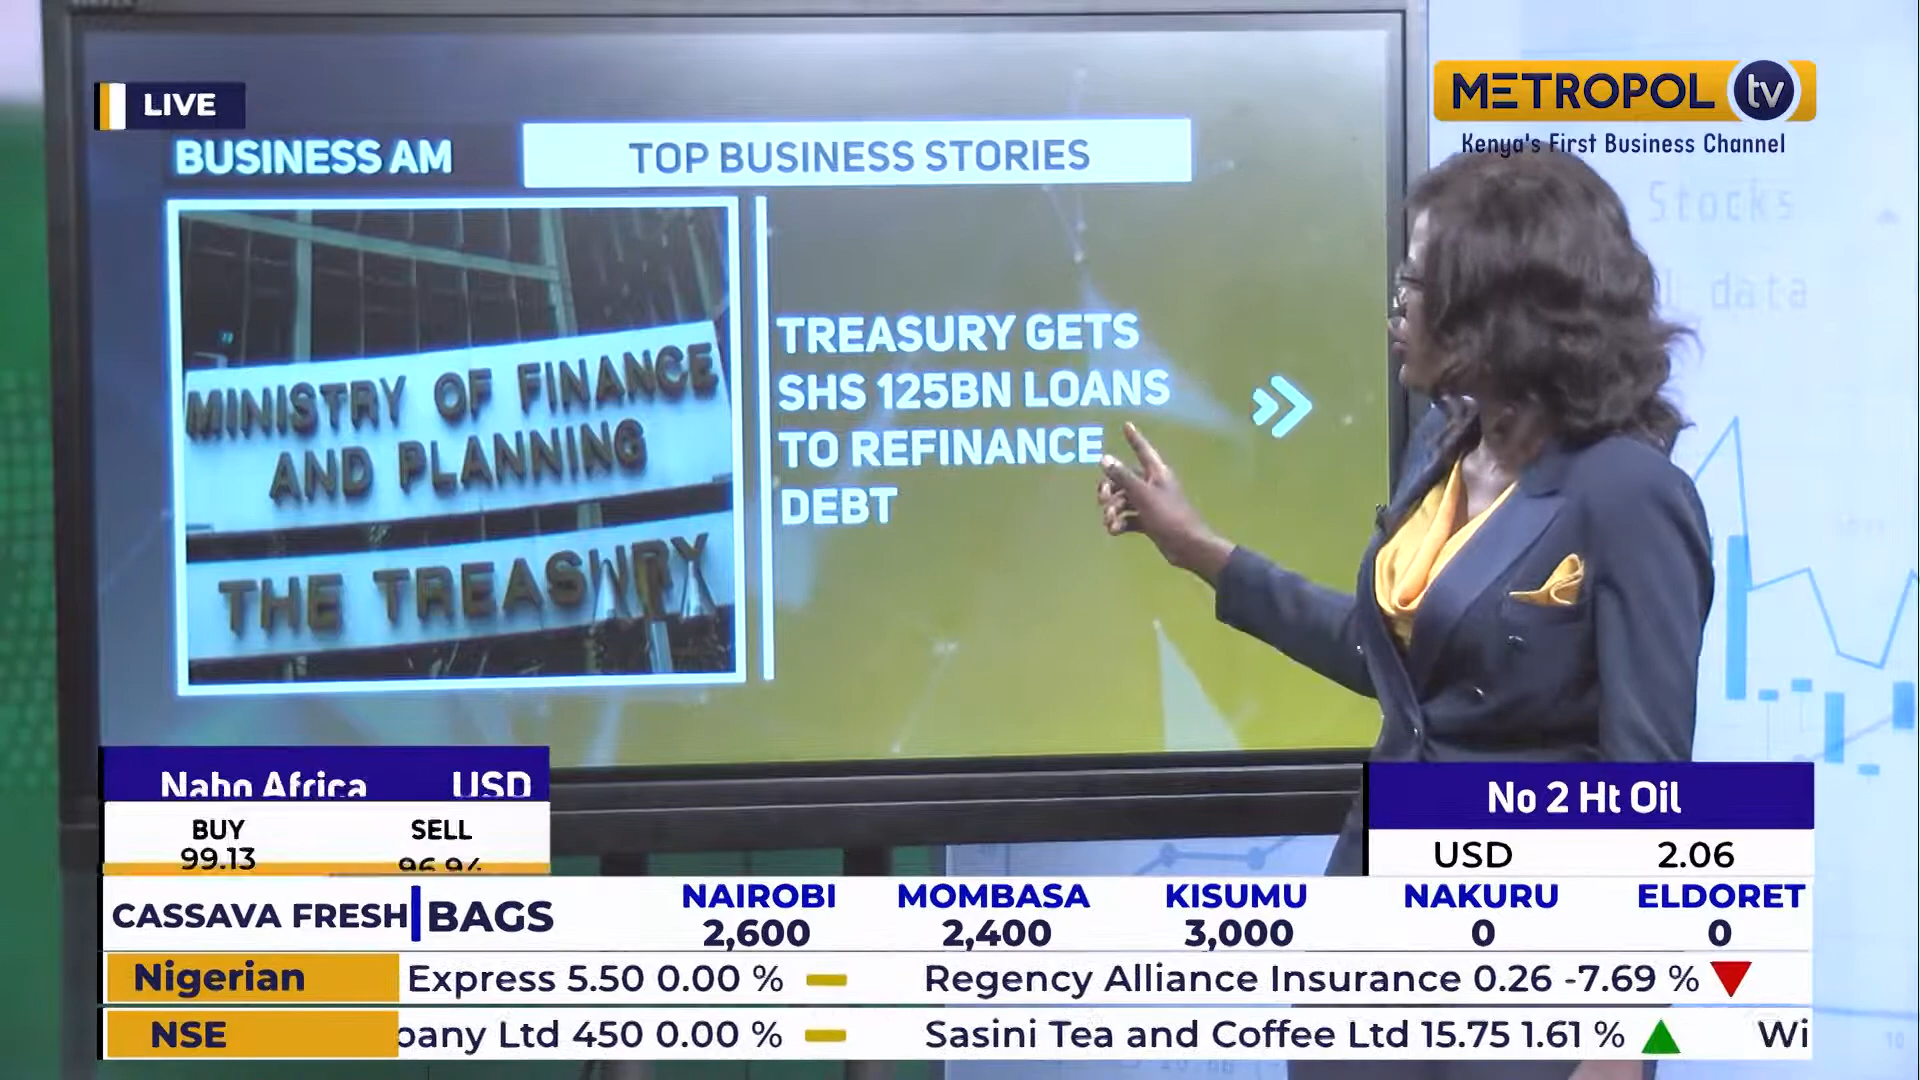 LIVE
METROPOL tv
Kenya's First Business Channel
BUSINESS AM
TOP BUSINESS STORIES
Stocks
data
MINISTRY OF FINANCE
AND PLANNING
THE TREASURY
TREASURY GETS
SHS 125BN LOANS
TO REFINANCE
DEBT
Nabo Africa USD
BUY SELL
99.13 96.94
No 2 Ht Oil
USD 2.06
CASSAVA FRESH BAGS
NAIROBI MOMBASA KISUMU NAKURU ELDORET
2,600 2,400 3,000 0 0
Nigerian Express 5.50 0.00 % Regency Alliance Insurance 0.26 -7.69 %
NSE pany Ltd 450 0.00 % Sasini Tea and Coffee Ltd 15.75 1.61 % Wi